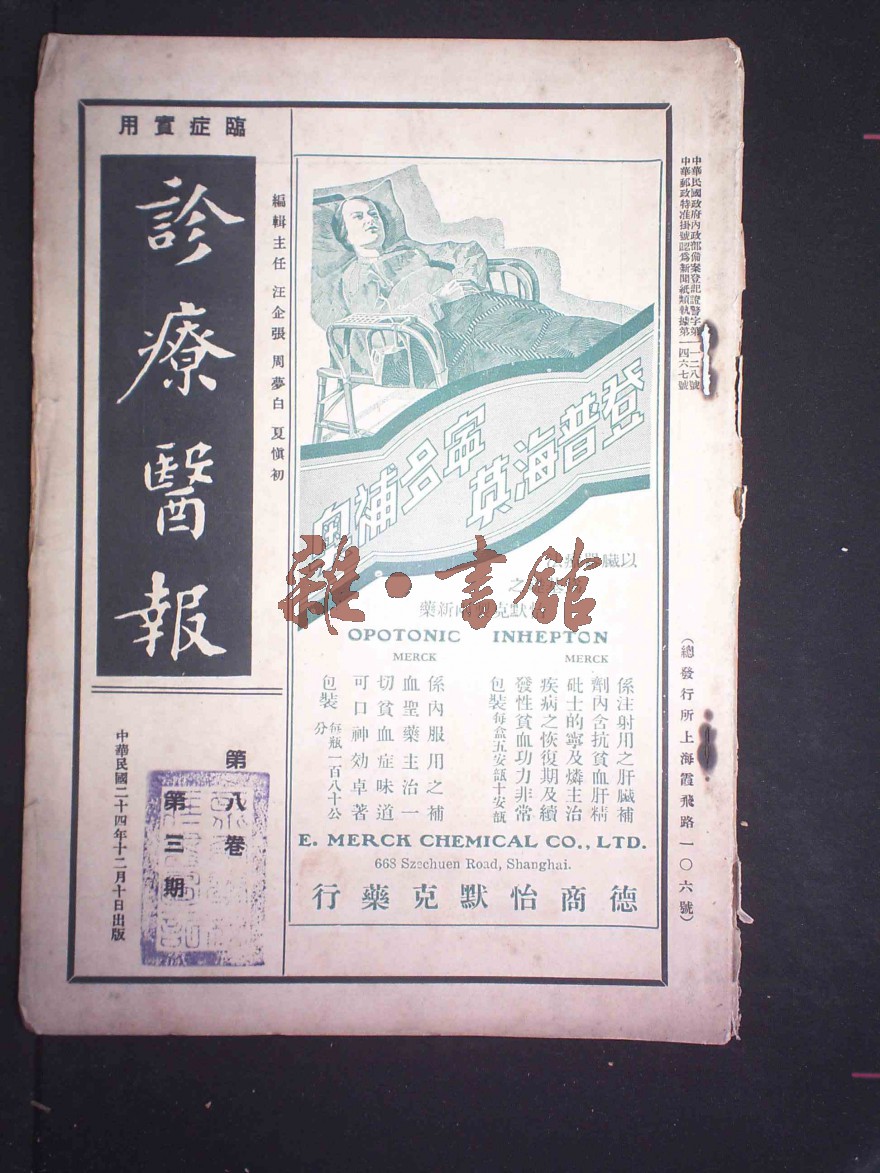 中華民國政府內政部備案登記證警字第一二八號
中華郵政特准掛號認爲新聞紙類執據第一四六七號
(總發行所上海霞飛路一〇六號)
臨症實用
診療醫報
編輯主任 汪企張 周夢白 夏愼初
第八卷
第三期
中華民國二十四年十二月十日出版
登普海英
甯名補奧
以臟器療
之
默克 新藥
INHEPTON
MERCK
係注射用之肝臟補
劑內含抗貧血肝精
砒士的寧及燐主治
疾病之恢復期及續
發性貧血功力非常
包裝每盒五安瓿十安瓿
OPOTONIC
MERCK
係內服用之補
血聖藥主治一
切貧血症味道
可口神効卓著
包裝每瓶一百八十公分
E. MERCK CHEMICAL CO., LTD.
668 Szechuen Road, Shanghai.
德商怡默克藥行
雜·書館